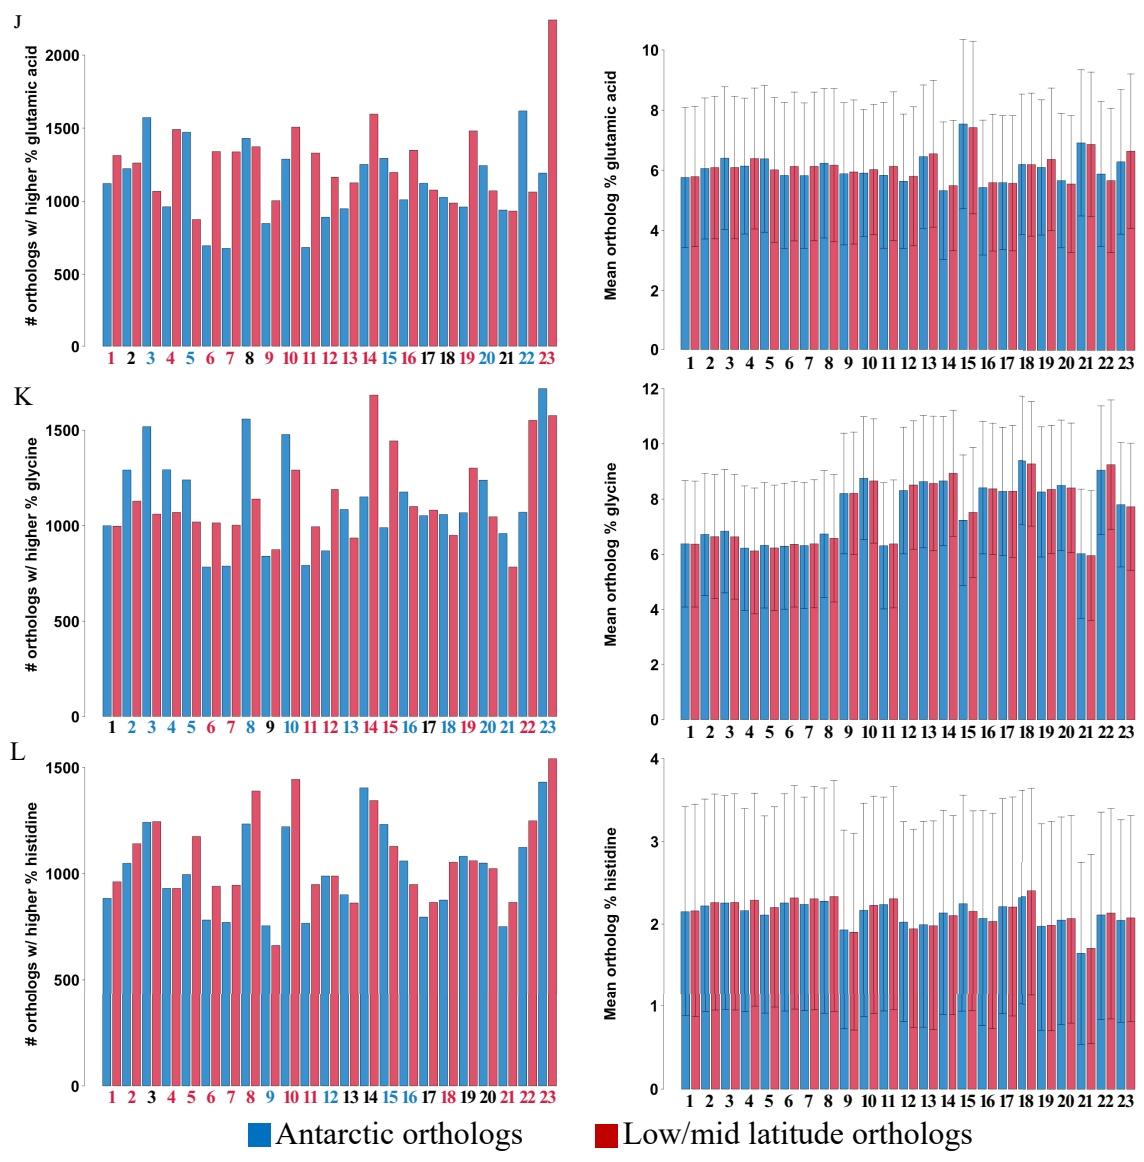 J
# orthologs w/ higher % glutamic acid
2000
1500
1000
500
0
1 2 3 4 5 6 7 8 9 10 11 12 13 14 15 16 17 18 19 20 21 22 23
Mean ortholog % glutamic acid
10
8
6
4
2
0
1 2 3 4 5 6 7 8 9 10 11 12 13 14 15 16 17 18 19 20 21 22 23
K
# orthologs w/ higher % glycine
1500
1000
500
0
1 2 3 4 5 6 7 8 9 10 11 12 13 14 15 16 17 18 19 20 21 22 23
Mean ortholog % glycine
12
10
8
6
4
2
0
1 2 3 4 5 6 7 8 9 10 11 12 13 14 15 16 17 18 19 20 21 22 23
L
# orthologs w/ higher % histidine
1500
1000
500
0
1 2 3 4 5 6 7 8 9 10 11 12 13 14 15 16 17 18 19 20 21 22 23
Mean ortholog % histidine
4
3
2
1
0
1 2 3 4 5 6 7 8 9 10 11 12 13 14 15 16 17 18 19 20 21 22 23
Antarctic orthologs
Low/mid latitude orthologs